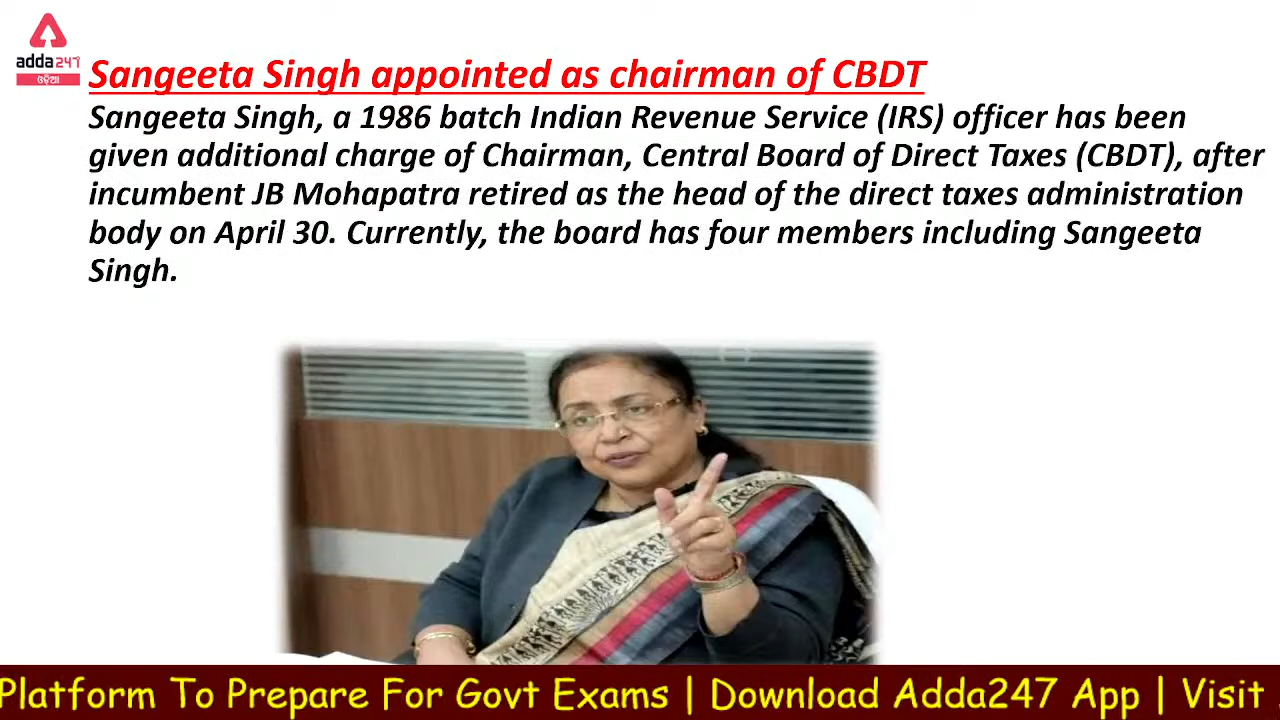 adda247
ଓଡ଼ିଆ
Sangeeta Singh appointed as chairman of CBDT
Sangeeta Singh, a 1986 batch Indian Revenue Service (IRS) officer has been
given additional charge of Chairman, Central Board of Direct Taxes (CBDT), after
incumbent JB Mohapatra retired as the head of the direct taxes administration
body on April 30. Currently, the board has four members including Sangeeta
Singh.
Platform To Prepare For Govt Exams | Download Adda247 App | Visit